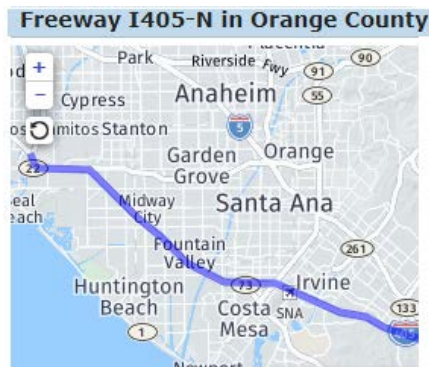 Freeway I405-N in Orange County
Park
Riverside Fwy
90
91
+
−
Cypress
Anaheim
55
Stanton
5
Garden
Grove
Orange
22
Midway
City
Santa Ana
Fountain
Valley
261
Huntington
Beach
73
Irvine
Costa
Mesa
SNA
133
1